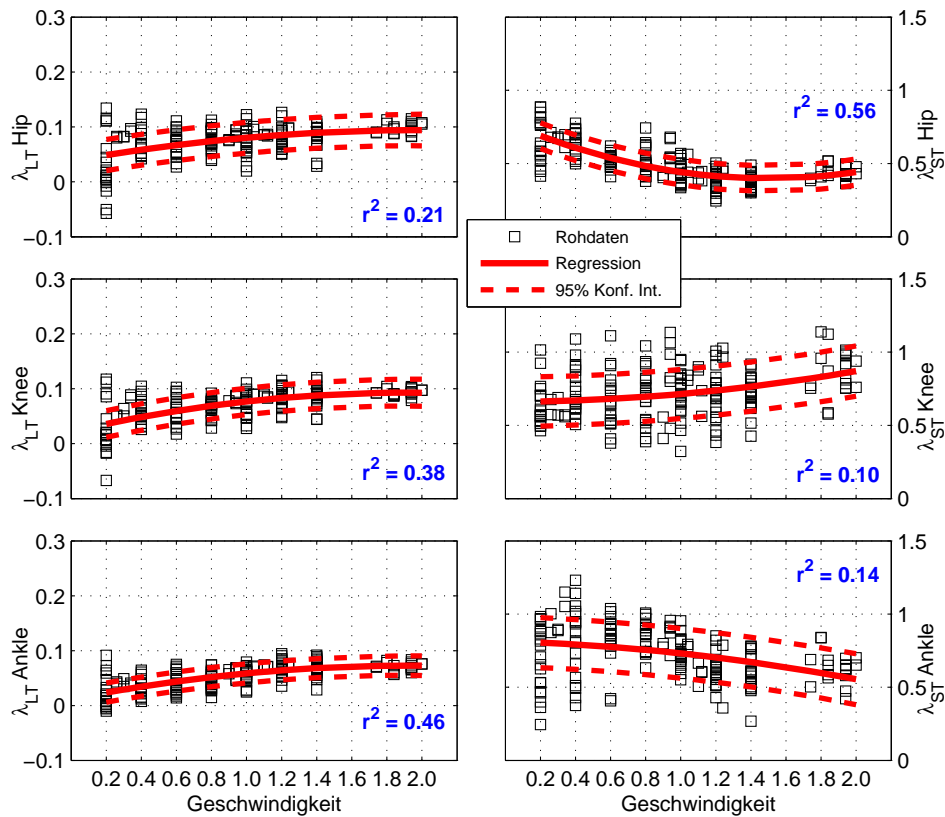 0.3
0.2
0.1
0
−0.1
λLT Hip
r2 = 0.21
1.5
1
0.5
0
λST Hip
r2 = 0.56
Rohdaten
Regression
95% Konf. Int.
0.3
0.2
0.1
0
−0.1
λLT Knee
r2 = 0.38
1.5
1
0.5
0
λST Knee
r2 = 0.10
0.3
0.2
0.1
0
−0.1
λLT Ankle
r2 = 0.46
0.2 0.4 0.6 0.8 1.0 1.2 1.4 1.6 1.8 2.0
Geschwindigkeit
1.5
1
0.5
0
λST Ankle
r2 = 0.14
0.2 0.4 0.6 0.8 1.0 1.2 1.4 1.6 1.8 2.0
Geschwindigkeit